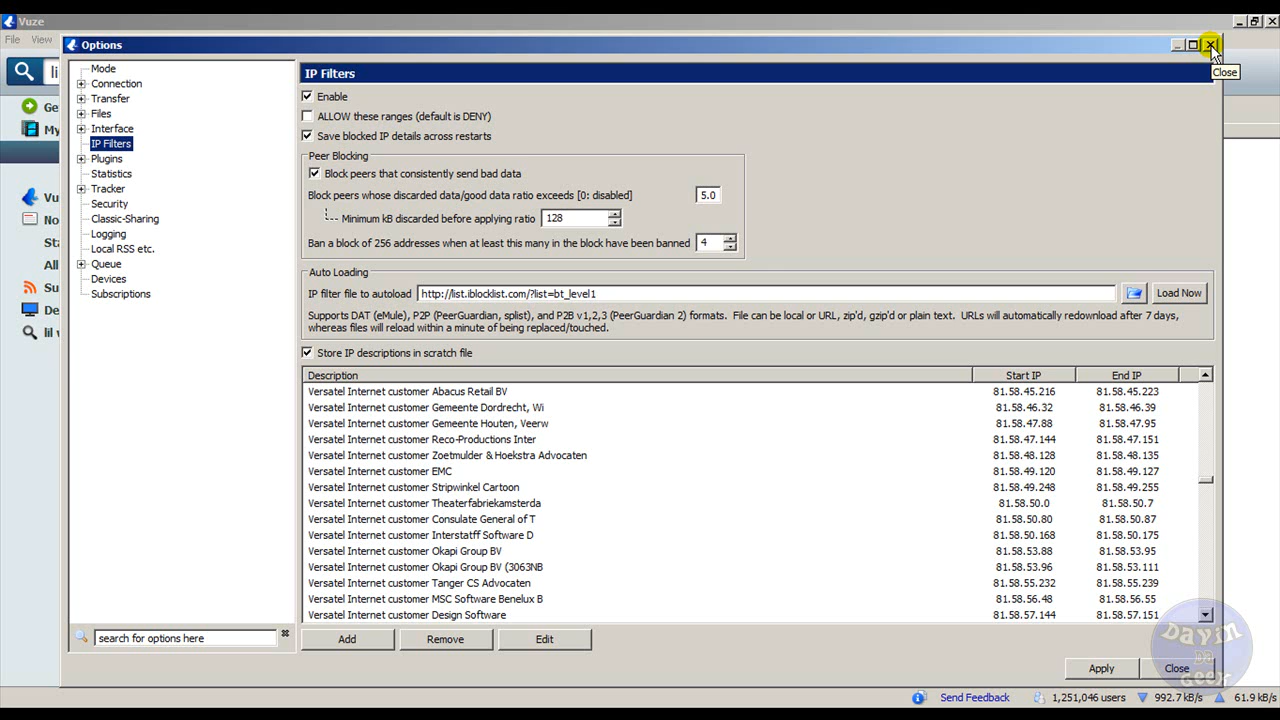 Vuze
File View
Options
li
Ge
My
Vuz
No
Sta
All
Su
De
lil v
Mode
Connection
Transfer
Files
Interface
IP Filters
Plugins
Statistics
Tracker
Security
Classic-Sharing
Logging
Local RSS etc.
Queue
Devices
Subscriptions
search for options here
IP Filters
Close
Enable
ALLOW these ranges (default is DENY)
Save blocked IP details across restarts
Peer Blocking
Block peers that consistently send bad data
Block peers whose discarded data/good data ratio exceeds [0: disabled] 5.0
Minimum kB discarded before applying ratio 128
Ban a block of 256 addresses when at least this many in the block have been banned 4
Auto Loading
IP filter file to autoload http://list.iblocklist.com/?list=bt_level1 Load Now
Supports DAT (eMule), P2P (PeerGuardian, splist), and P2B v1,2,3 (PeerGuardian 2) formats. File can be local or URL, zip'd, gzip'd or plain text. URLs will automatically redownload after 7 days,
whereas files will reload within a minute of being replaced/touched.
Store IP descriptions in scratch file
Description Start IP End IP
Versatel Internet customer Abacus Retail BV 81.58.45.216 81.58.45.223
Versatel Internet customer Gemeente Dordrecht, Wi 81.58.46.32 81.58.46.39
Versatel Internet customer Gemeente Houten, Veerw 81.58.47.88 81.58.47.95
Versatel Internet customer Reco-Productions Inter 81.58.47.144 81.58.47.151
Versatel Internet customer Zoetmulder & Hoekstra Advocaten 81.58.48.128 81.58.48.135
Versatel Internet customer EMC 81.58.49.120 81.58.49.127
Versatel Internet customer Stripwinkel Cartoon 81.58.49.248 81.58.49.255
Versatel Internet customer Theaterfabriekamsterda 81.58.50.0 81.58.50.7
Versatel Internet customer Consulate General of T 81.58.50.80 81.58.50.87
Versatel Internet customer Interstatff Software D 81.58.50.168 81.58.50.175
Versatel Internet customer Okapi Group BV 81.58.53.88 81.58.53.95
Versatel Internet customer Okapi Group BV (3063NB 81.58.53.96 81.58.53.111
Versatel Internet customer Tanger CS Advocaten 81.58.55.232 81.58.55.239
Versatel Internet customer MSC Software Benelux B 81.58.56.48 81.58.56.55
Versatel Internet customer Design Software 81.58.57.144 81.58.57.151
Add Remove Edit
Apply Close
Dayin
Da
Geek
Send Feedback 1,251,046 users 992.7 kB/s 61.9 kB/s